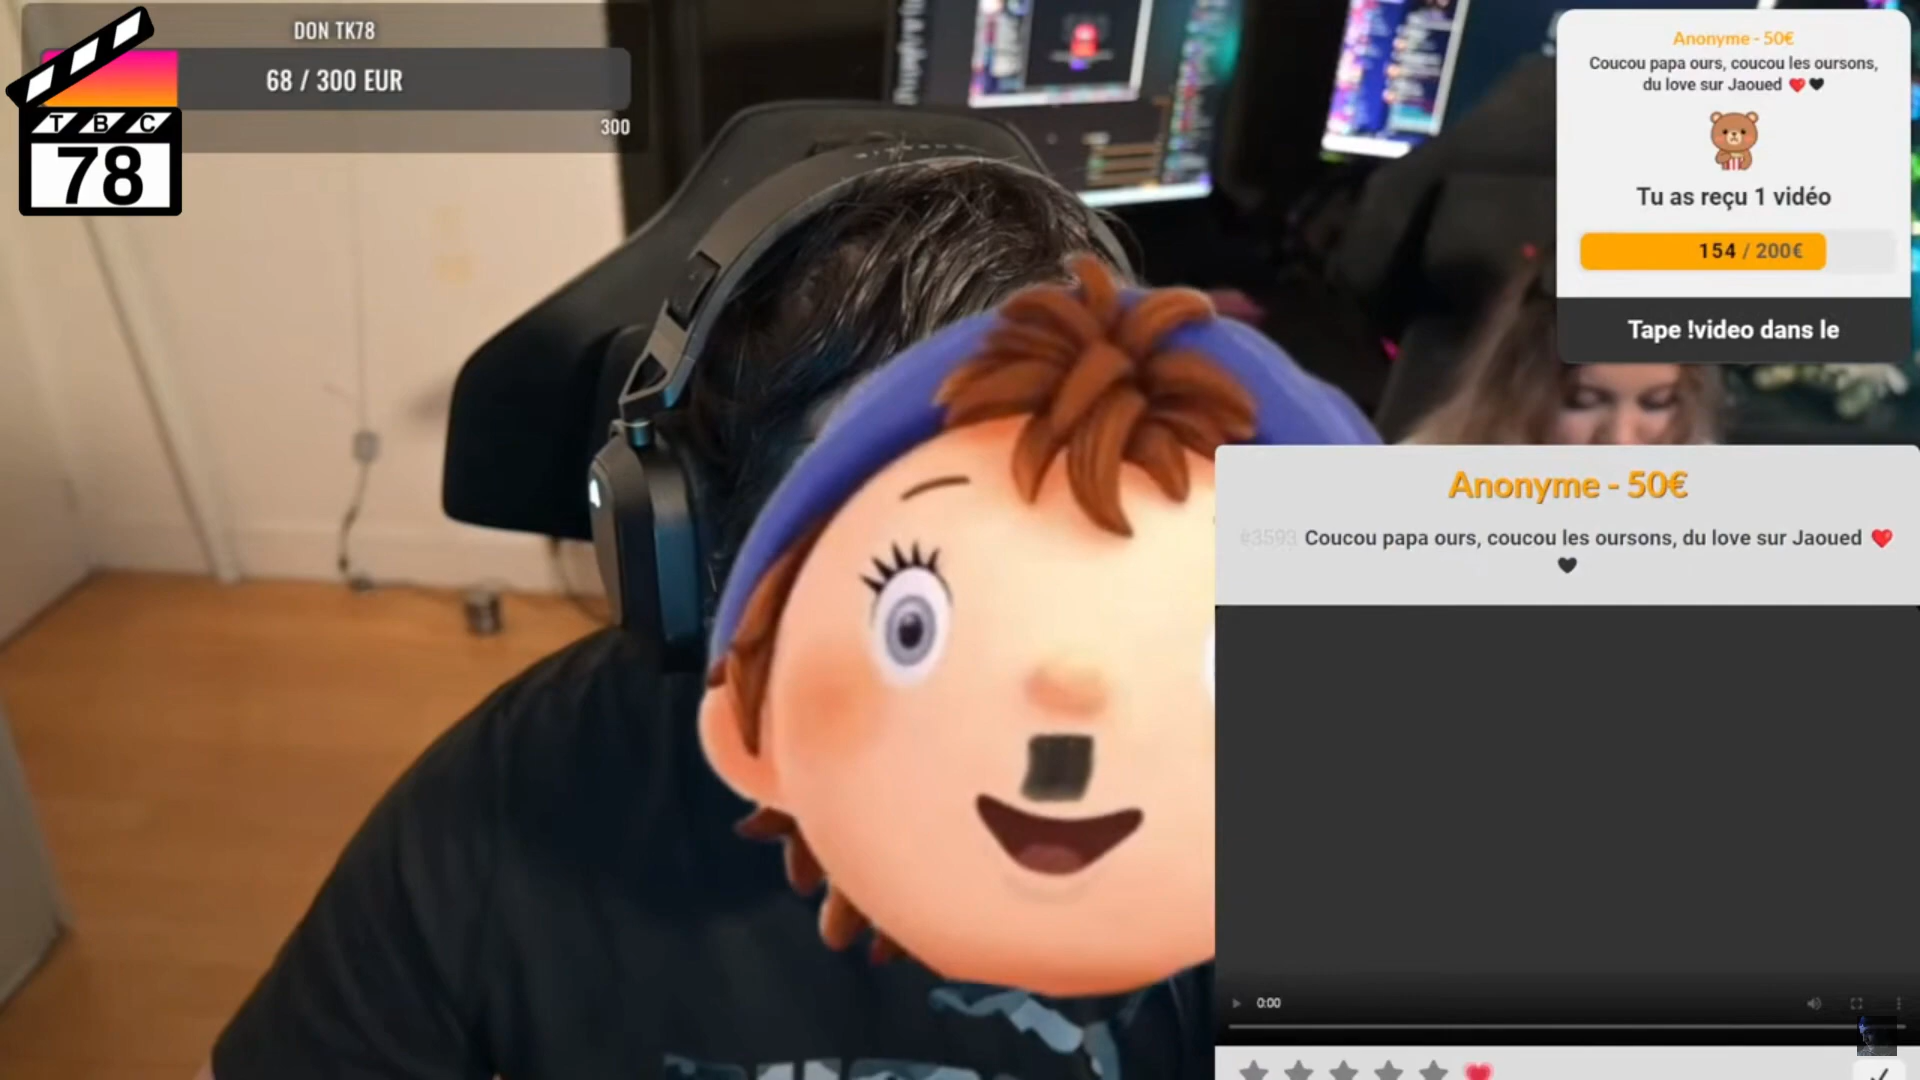 DON TK78
68 / 300 EUR
300
TBC
78
Anonyme - 50€
Coucou papa ours, coucou les oursons,
du love sur Jaoued ❤️🖤
Tu as reçu 1 vidéo
154 / 200€
Tape !video dans le
Anonyme - 50€
#3593 Coucou papa ours, coucou les oursons, du love sur Jaoued ❤️
🖤
0:00